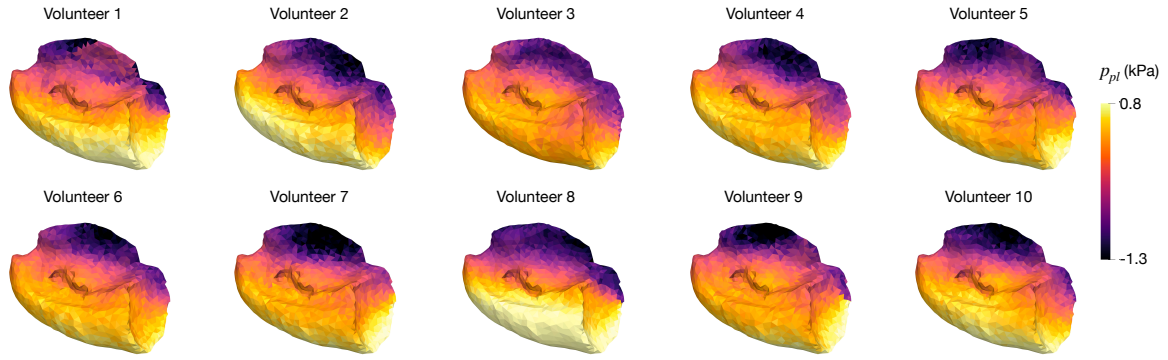 Volunteer 1
Volunteer 2
Volunteer 3
Volunteer 4
Volunteer 5
p_pl (kPa)
0.8
-1.3
Volunteer 6
Volunteer 7
Volunteer 8
Volunteer 9
Volunteer 10